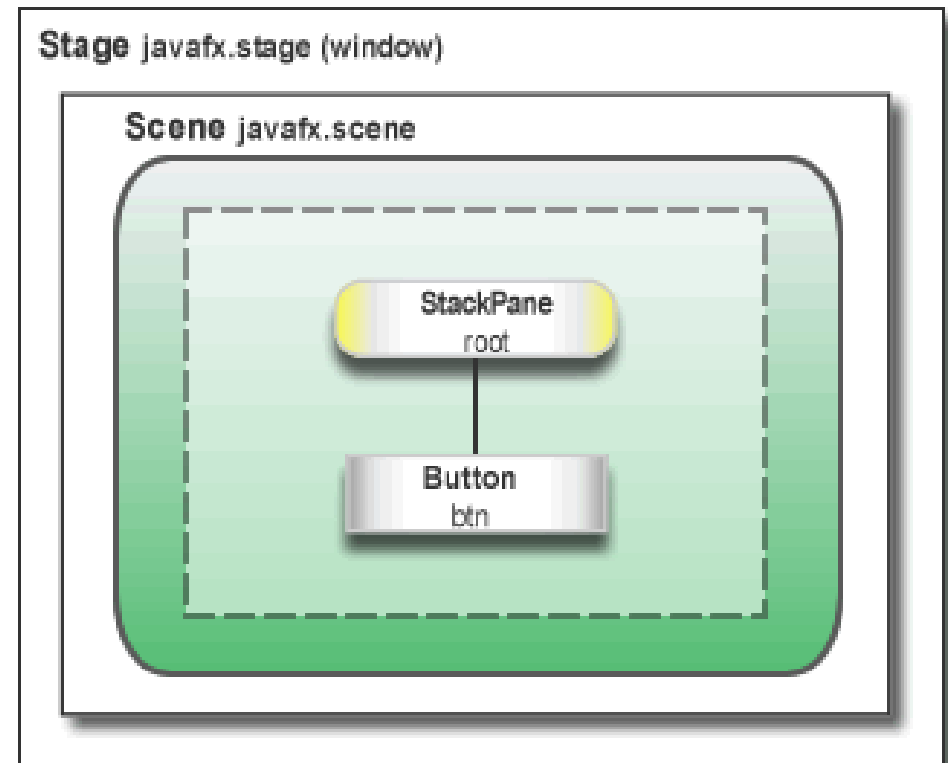 Stage javafx.stage (window)
Scene javafx.scene
StackPane
root
Button
btn